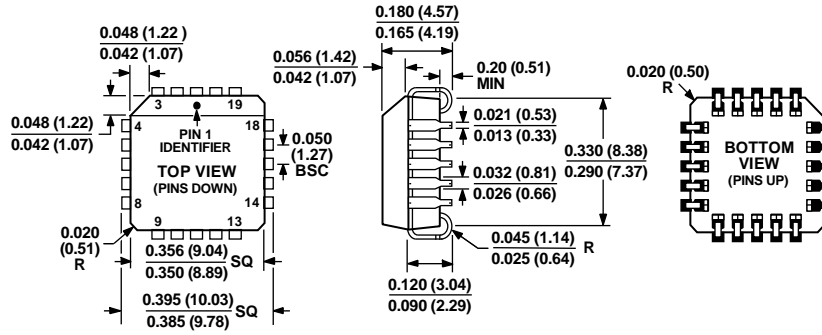 0.048 (1.22)
0.042 (1.07)
0.048 (1.22)
0.042 (1.07)
3
19
4
18
PIN 1
IDENTIFIER
TOP VIEW
(PINS DOWN)
8
14
9
13
0.050
(1.27)
BSC
0.020
(0.51)
R
0.356 (9.04)
0.350 (8.89)
SQ
0.395 (10.03)
0.385 (9.78)
SQ
0.180 (4.57)
0.165 (4.19)
0.056 (1.42)
0.042 (1.07)
0.20 (0.51)
MIN
0.021 (0.53)
0.013 (0.33)
0.032 (0.81)
0.026 (0.66)
0.330 (8.38)
0.290 (7.37)
0.045 (1.14)
0.025 (0.64)
R
0.120 (3.04)
0.090 (2.29)
0.020 (0.50)
R
BOTTOM
VIEW
(PINS UP)